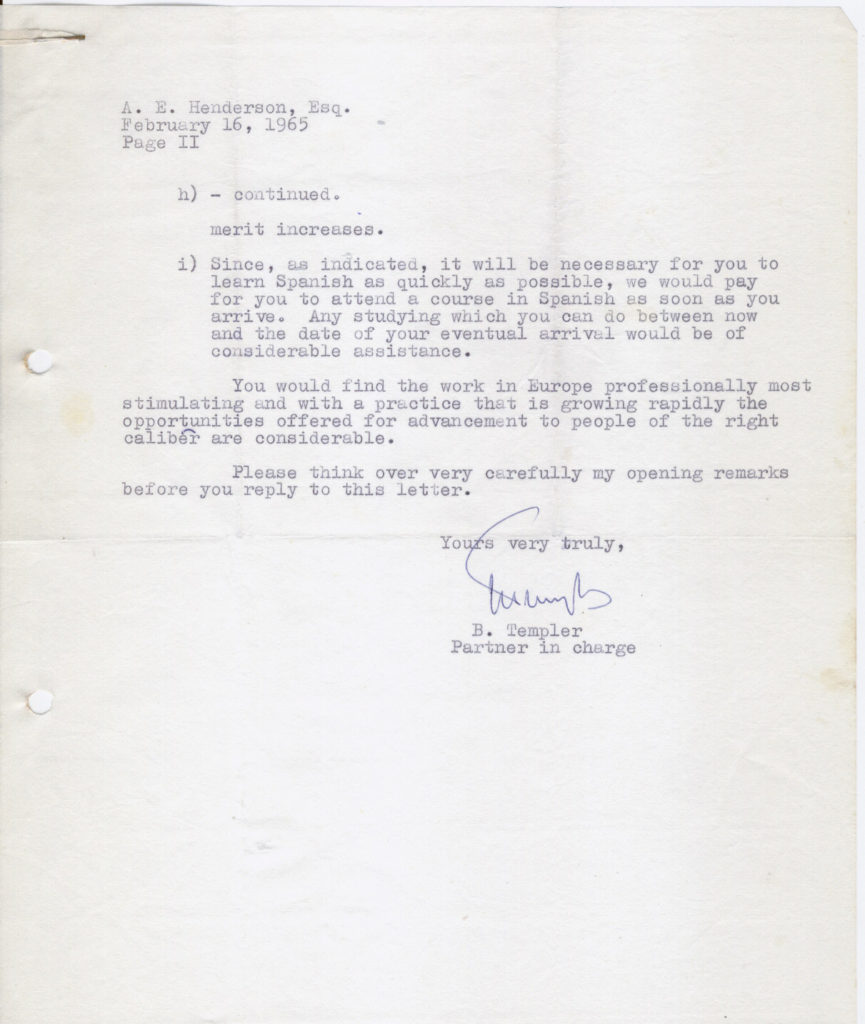 A. E. Henderson, Esq.
February 16, 1965
Page II
h) - continued.
merit increases.
i) Since, as indicated, it will be necessary for you to
learn Spanish as quickly as possible, we would pay
for you to attend a course in Spanish as soon as you
arrive. Any studying which you can do between now
and the date of your eventual arrival would be of
considerable assistance.
You would find the work in Europe professionally most
stimulating and with a practice that is growing rapidly the
opportunities offered for advancement to people of the right
caliber are considerable.
Please think over very carefully my opening remarks
before you reply to this letter.
Yours very truly,
B. Templer
Partner in charge